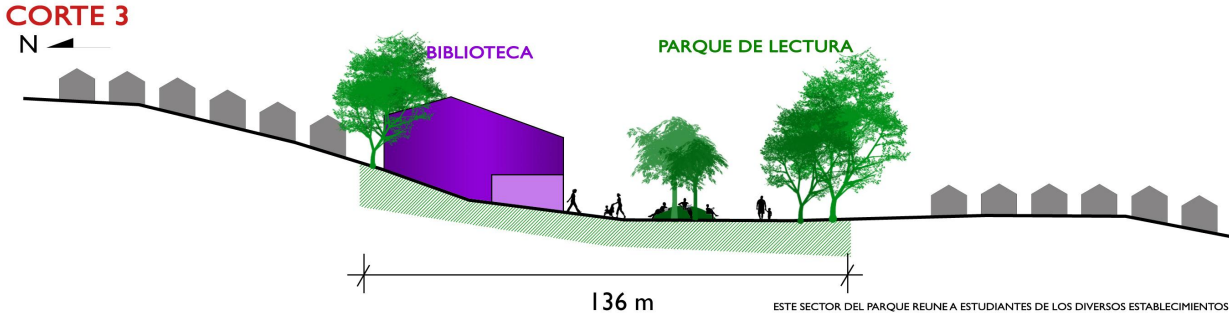 CORTE 3
N
BIBLIOTECA
PARQUE DE LECTURA
136 m
ESTE SECTOR DEL PARQUE REUNE A ESTUDIANTES DE LOS DIVERSOS ESTABLECIMIENTOS